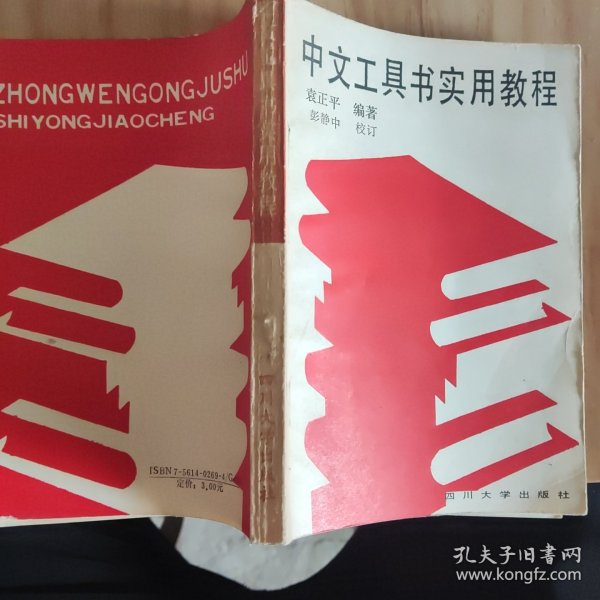 ZHONGWENGONGJUSHU
SHIYONGJIAOCHENG
ISBN 7-5614-0269-4/G
定价：3.00元
中文工具书实用教程
袁正平 编著
彭静中 校订
四川大学出版社
孔夫子旧书网
www.kongfz.com